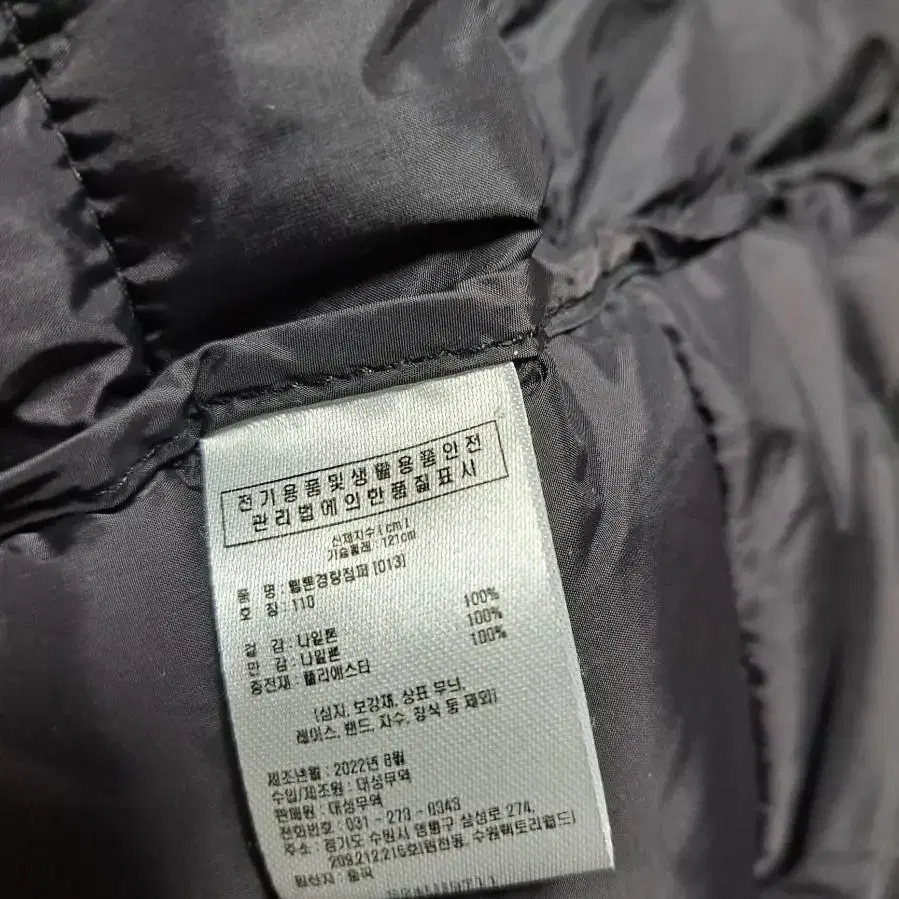 전기용품및생활용품안전
관리법에의한품질표시
신체치수(cm)
가슴둘레: 121cm
품 명 : 웰론경량점퍼 [013]
호 칭 : 110
겉 감 : 나일론 100%
안 감 : 나일론 100%
충전재 : 폴리에스터 100%
(심지, 보강재, 상표 무늬,
레이스, 밴드, 자수, 장식 등 제외)
제조년월 : 2022년 8월
수입/제조원 : 대성무역
판매원 : 대성무역
전화번호 : 031 - 273 - 6343
주소 : 경기도 수원시 영통구 삼성로 274,
209,212,216호(원천동, 수원팩토리월드)
원산지 : 중국